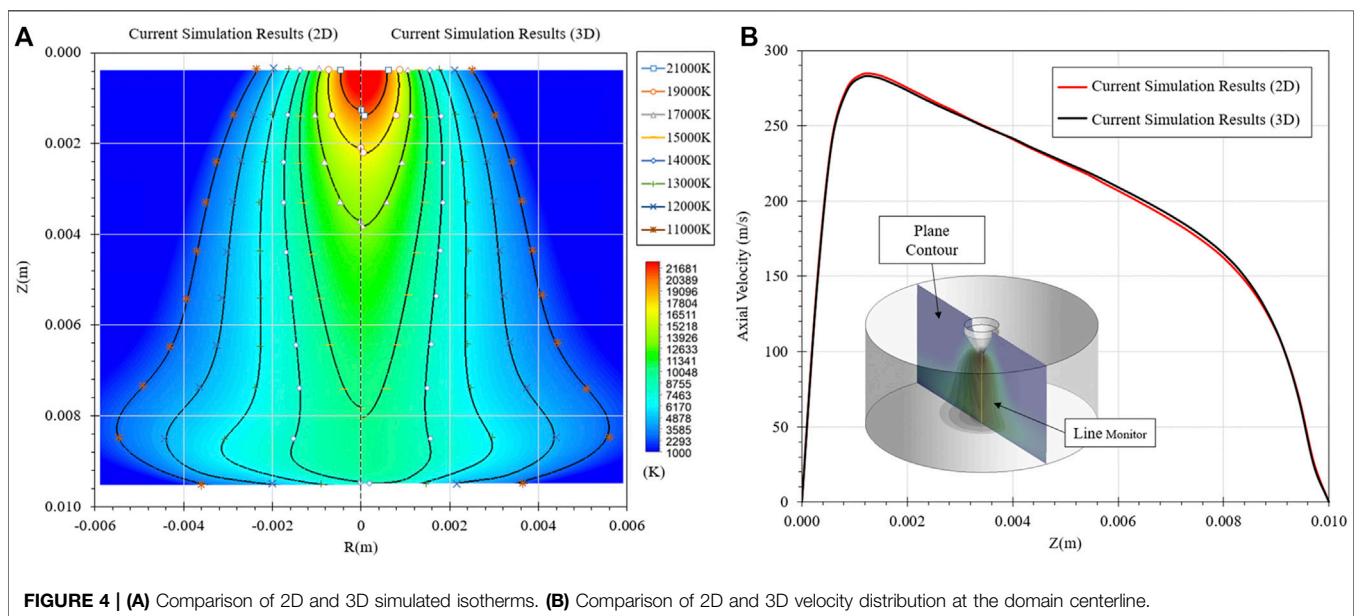 A
Current Simulation Results (2D)
Current Simulation Results (3D)
0.000
0.002
0.004
0.006
0.008
0.010
Z(m)
-0.006
-0.004
-0.002
0
0.002
0.004
0.006
R(m)
21000K
19000K
17000K
15000K
14000K
13000K
12000K
11000K
21681
20389
19096
17804
16511
15218
13926
12633
11341
10048
8755
7463
6170
4878
3585
2293
1000
(K)
B
300
250
200
150
100
50
0
Axial Velocity (m/s)
Current Simulation Results (2D)
Current Simulation Results (3D)
Plane
Contour
Line Monitor
0.000
0.002
0.004
0.006
0.008
0.010
Z(m)
FIGURE 4 | (A) Comparison of 2D and 3D simulated isotherms. (B) Comparison of 2D and 3D velocity distribution at the domain centerline.